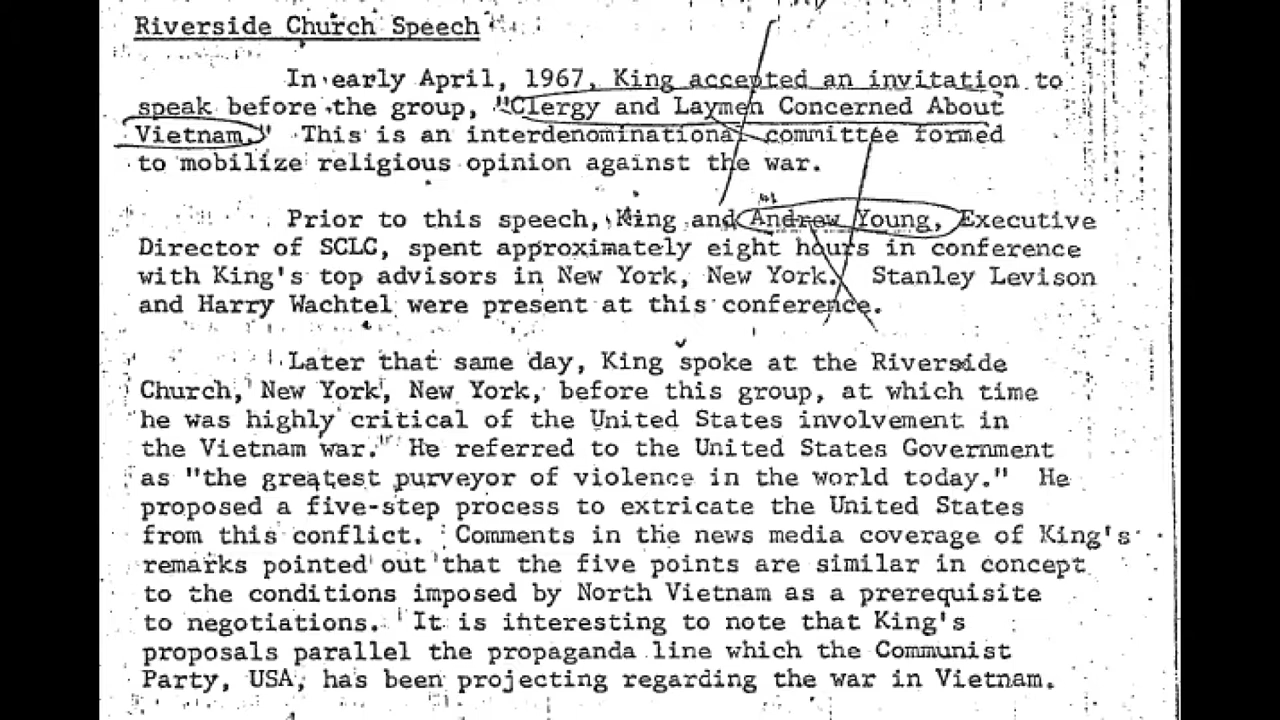 Riverside Church Speech
In early April, 1967, King accepted an invitation to
speak before the group, "Clergy and Laymen Concerned About
Vietnam." This is an interdenominational committee formed
to mobilize religious opinion against the war.
Prior to this speech, King and Andrew Young, Executive
Director of SCLC, spent approximately eight hours in conference
with King's top advisors in New York, New York. Stanley Levison
and Harry Wachtel were present at this conference.
Later that same day, King spoke at the Riverside
Church, New York, New York, before this group, at which time
he was highly critical of the United States involvement in
the Vietnam war. He referred to the United States Government
as "the greatest purveyor of violence in the world today." He
proposed a five-step process to extricate the United States
from this conflict. Comments in the news media coverage of King's
remarks pointed out that the five points are similar in concept
to the conditions imposed by North Vietnam as a prerequisite
to negotiations. It is interesting to note that King's
proposals parallel the propaganda line which the Communist
Party, USA, has been projecting regarding the war in Vietnam.